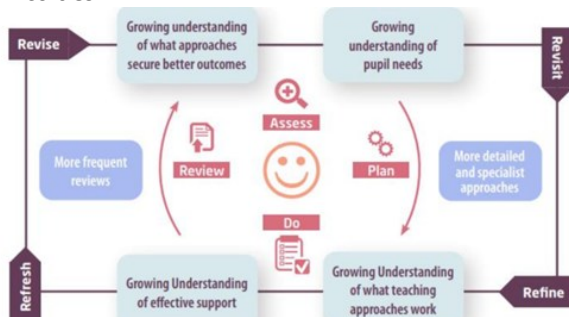 Revise
Growing understanding
of what approaches
secure better outcomes
Growing
understanding of
pupil needs
Revisit
Assess
More frequent
reviews
Review
Plan
More detailed
and specialist
approaches
Do
Refresh
Growing Understanding
of effective support
Growing Understanding
of what teaching
approaches work
Refine